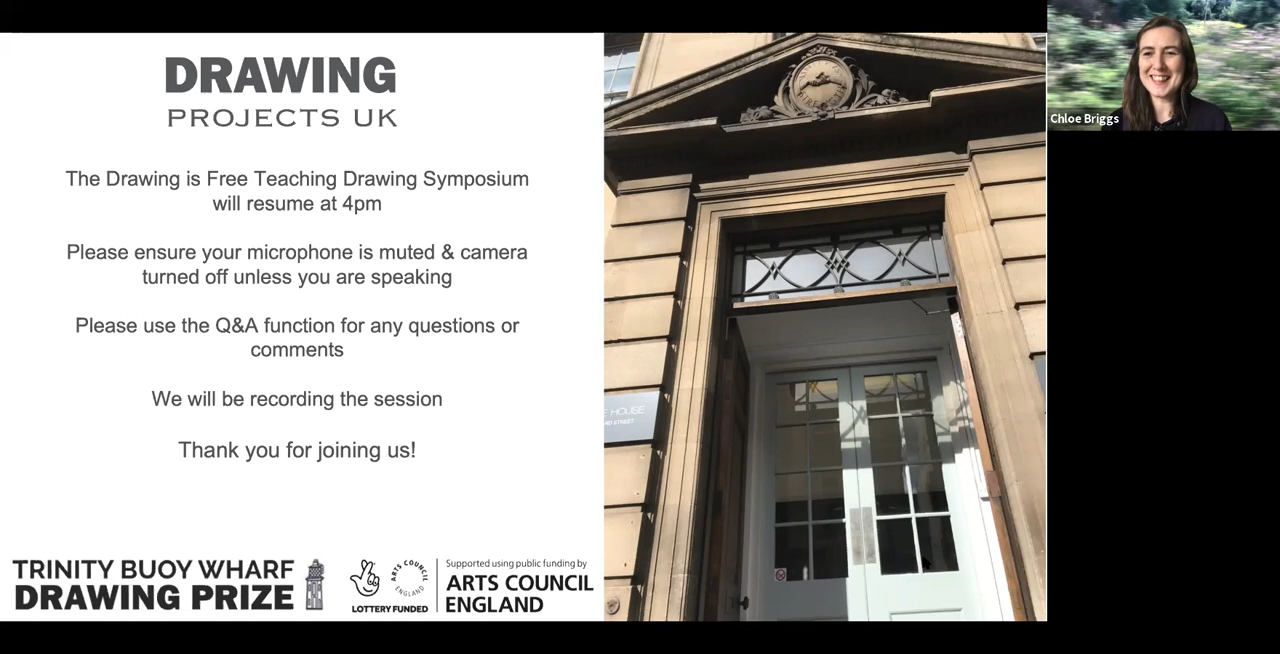 DRAWING
PROJECTS UK
The Drawing is Free Teaching Drawing Symposium
will resume at 4pm
Please ensure your microphone is muted & camera
turned off unless you are speaking
Please use the Q&A function for any questions or
comments
We will be recording the session
Thank you for joining us!
TRINITY BUOY WHARF
DRAWING PRIZE
LOTTERY FUNDED
ARTS COUNCIL
ENGLAND
Supported using public funding by
ARTS COUNCIL
ENGLAND
HOUSE
STREET
Chloe Briggs